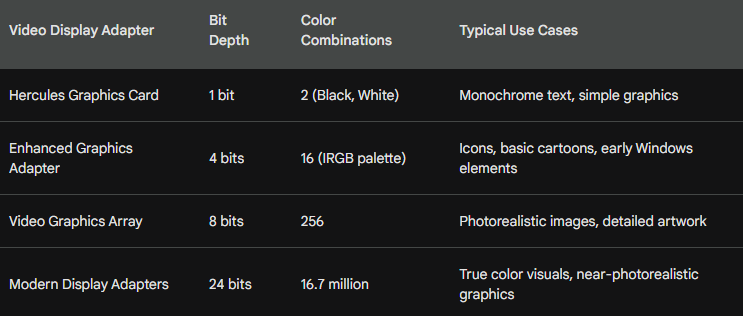 Video Display Adapter Bit Depth Color Combinations Typical Use Cases
Hercules Graphics Card 1 bit 2 (Black, White) Monochrome text, simple graphics
Enhanced Graphics Adapter 4 bits 16 (IRGB palette) Icons, basic cartoons, early Windows elements
Video Graphics Array 8 bits 256 Photorealistic images, detailed artwork
Modern Display Adapters 24 bits 16.7 million True color visuals, near-photorealistic graphics